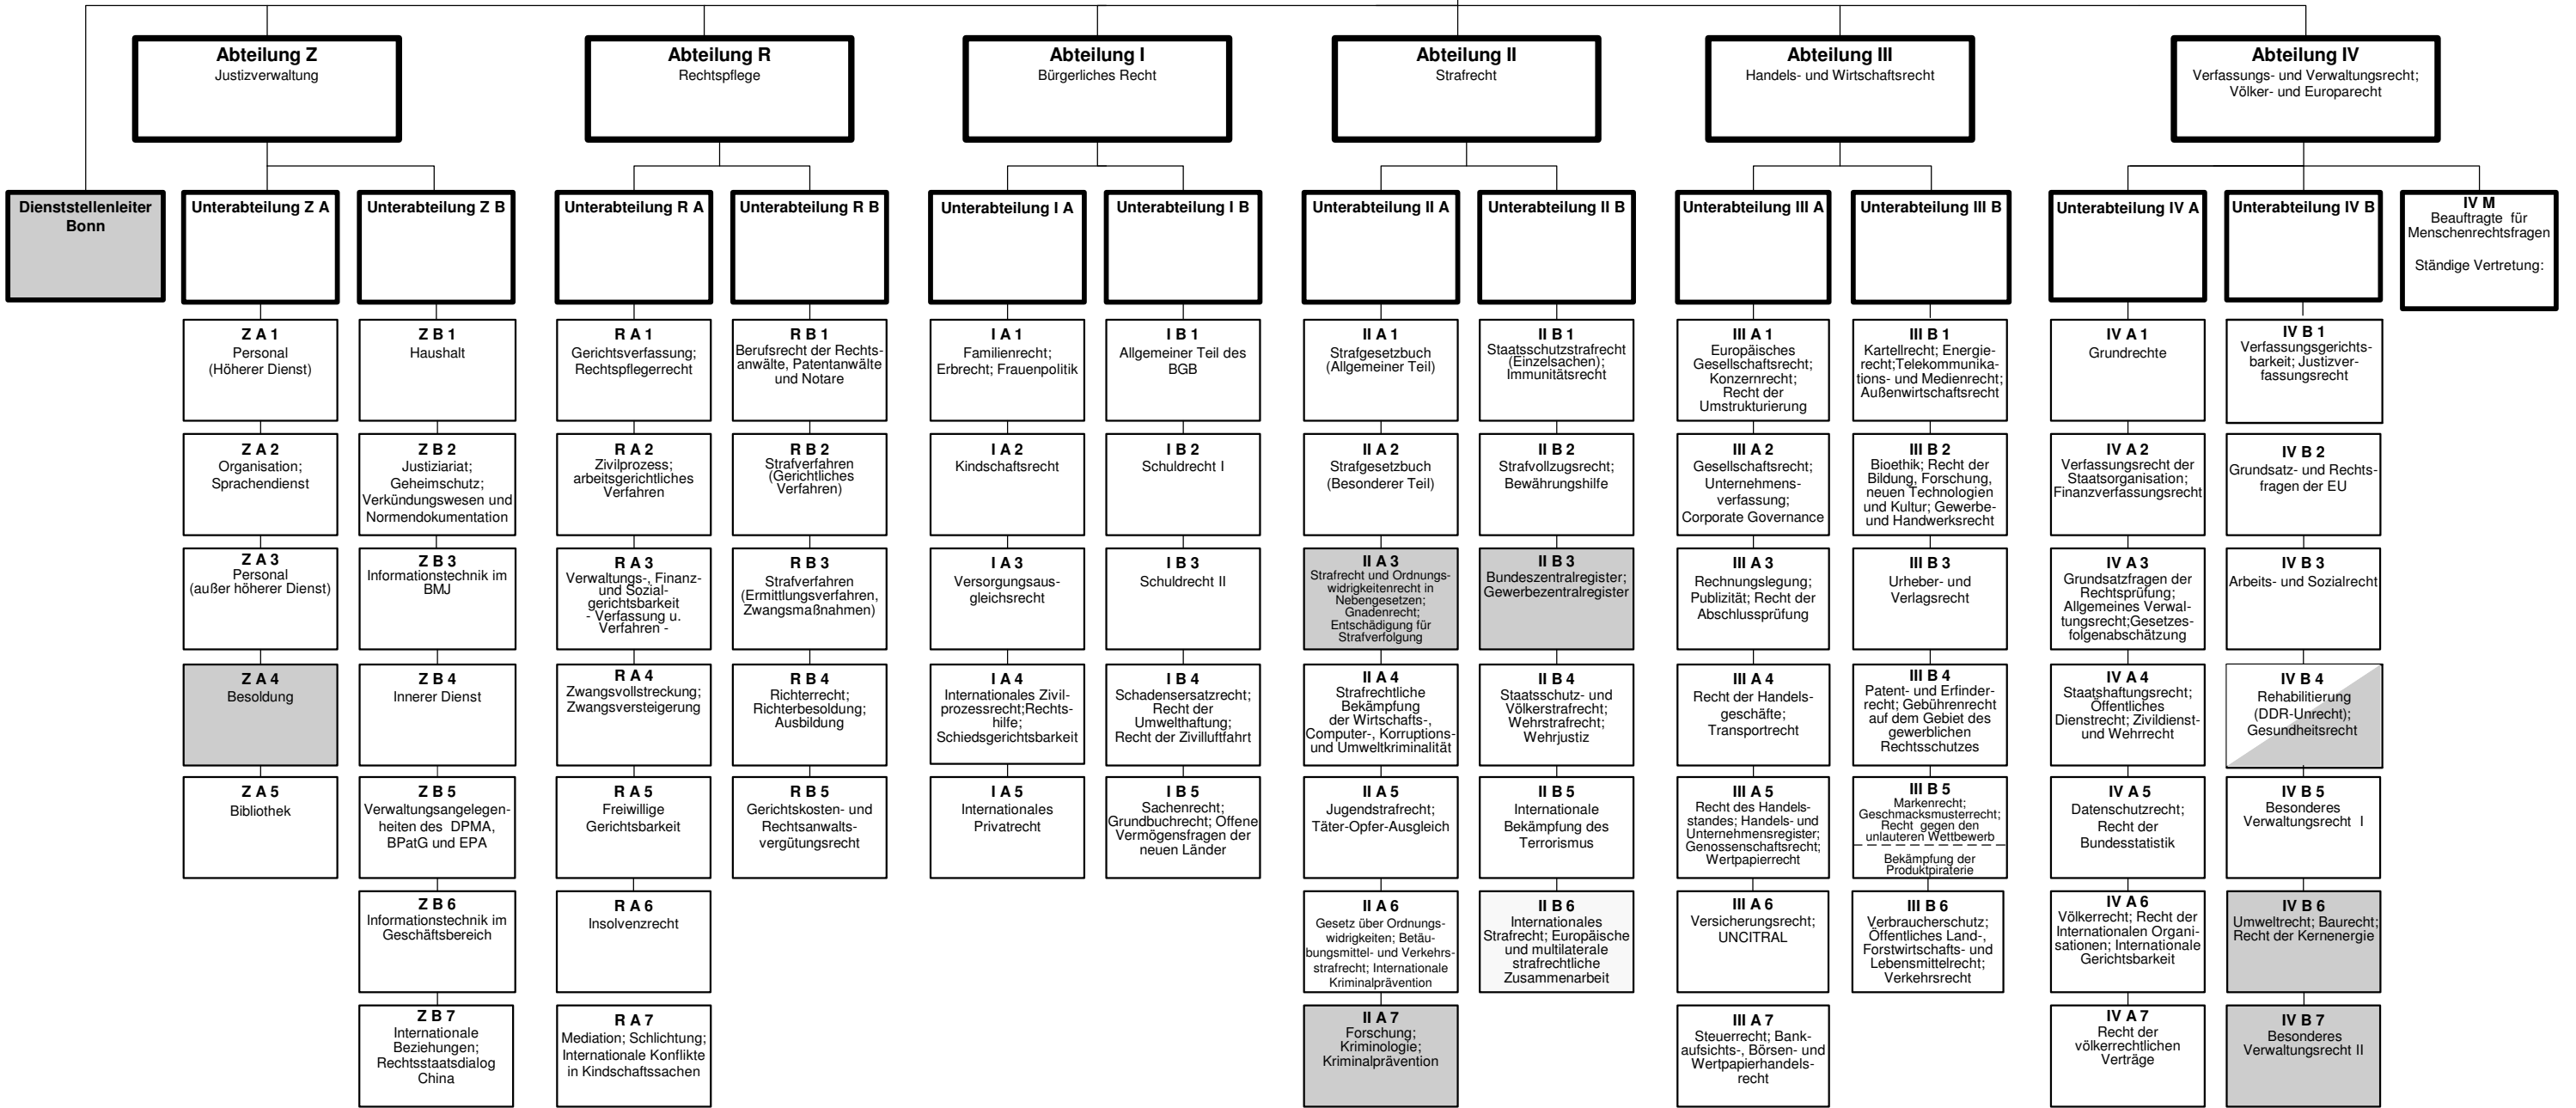 Abteilung Z
Justizverwaltung
Abteilung R
Rechtspflege
Abteilung I
Bürgerliches Recht
Abteilung II
Strafrecht
Abteilung III
Handels- und Wirtschaftsrecht
Abteilung IV
Verfassungs- und Verwaltungsrecht;
Völker- und Europarecht
Dienststellenleiter
Bonn
Unterabteilung Z A
Unterabteilung Z B
Unterabteilung R A
Unterabteilung R B
Unterabteilung I A
Unterabteilung I B
Unterabteilung II A
Unterabteilung II B
Unterabteilung III A
Unterabteilung III B
Unterabteilung IV A
Unterabteilung IV B
IV M
Beauftragte für
Menschenrechtsfragen
Ständige Vertretung:
Z A 1
Personal
(Höherer Dienst)
Z B 1
Haushalt
R A 1
Gerichtsverfassung;
Rechtspflegerrecht
R B 1
Berufsrecht der Rechts-
anwälte, Patentanwälte
und Notare
I A 1
Familienrecht;
Erbrecht; Frauenpolitik
I B 1
Allgemeiner Teil des
BGB
II A 1
Strafgesetzbuch
(Allgemeiner Teil)
II B 1
Staatsschutzstrafrecht
(Einzelsachen);
Immunitätsrecht
III A 1
Europäisches
Gesellschaftsrecht;
Konzernrecht;
Recht der
Umstrukturierung
III B 1
Kartellrecht; Energie-
recht;Telekommunika-
tions- und Medienrecht;
Außenwirtschaftsrecht
IV A 1
Grundrechte
IV B 1
Verfassungsgerichts-
barkeit; Justizver-
fassungsrecht
Z A 2
Organisation;
Sprachendienst
Z B 2
Justiziariat;
Geheimschutz;
Verkündungswesen und
Normendokumentation
R A 2
Zivilprozess;
arbeitsgerichtliches
Verfahren
R B 2
Strafverfahren
(Gerichtliches
Verfahren)
I A 2
Kindschaftsrecht
I B 2
Schuldrecht I
II A 2
Strafgesetzbuch
(Besonderer Teil)
II B 2
Strafvollzugsrecht;
Bewährungshilfe
III A 2
Gesellschaftsrecht;
Unternehmens-
verfassung;
Corporate Governance
III B 2
Bioethik; Recht der
Bildung, Forschung,
neuen Technologien
und Kultur; Gewerbe-
und Handwerksrecht
IV A 2
Verfassungsrecht der
Staatsorganisation;
Finanzverfassungsrecht
IV B 2
Grundsatz- und Rechts-
fragen der EU
Z A 3
Personal
(außer höherer Dienst)
Z B 3
Informationstechnik im
BMJ
R A 3
Verwaltungs-, Finanz-
und Sozial-
gerichtsbarkeit
- Verfassung u.
Verfahren -
R B 3
Strafverfahren
(Ermittlungsverfahren,
Zwangsmaßnahmen)
I A 3
Versorgungsaus-
gleichsrecht
I B 3
Schuldrecht II
II A 3
Strafrecht und Ordnungs-
widrigkeitenrecht in
Nebengesetzen;
Gnadenrecht;
Entschädigung für
Strafverfolgung
II B 3
Bundeszentralregister;
Gewerbezentralregister
III A 3
Rechnungslegung;
Publizität; Recht der
Abschlussprüfung
III B 3
Urheber- und
Verlagsrecht
IV A 3
Grundsatzfragen der
Rechtsprüfung;
Allgemeines Verwal-
tungsrecht;Gesetzes-
folgenabschätzung
IV B 3
Arbeits- und Sozialrecht
Z A 4
Besoldung
Z B 4
Innerer Dienst
R A 4
Zwangsvollstreckung;
Zwangsversteigerung
R B 4
Richterrecht;
Richterbesoldung;
Ausbildung
I A 4
Internationales Zivil-
prozessrecht;Rechts-
hilfe;
Schiedsgerichtsbarkeit
I B 4
Schadensersatzrecht;
Recht der
Umwelthaftung;
Recht der Zivilluftfahrt
II A 4
Strafrechtliche
Bekämpfung
der Wirtschafts-,
Computer-, Korruptions-
und Umweltkriminalität
II B 4
Staatsschutz- und
Völkerstrafrecht;
Wehrstrafrecht;
Wehrjustiz
III A 4
Recht der Handels-
geschäfte;
Transportrecht
III B 4
Patent- und Erfinder-
recht; Gebührenrecht
auf dem Gebiet des
gewerblichen
Rechtsschutzes
IV A 4
Staatshaftungsrecht;
Öffentliches
Dienstrecht; Zivildienst-
und Wehrrecht
IV B 4
Rehabilitierung
(DDR-Unrecht);
Gesundheitsrecht
Z A 5
Bibliothek
Z B 5
Verwaltungsangelegen-
heiten des DPMA,
BPatG und EPA
R A 5
Freiwillige
Gerichtsbarkeit
R B 5
Gerichtskosten- und
Rechtsanwalts-
vergütungsrecht
I A 5
Internationales
Privatrecht
I B 5
Sachenrecht;
Grundbuchrecht; Offene
Vermögensfragen der
neuen Länder
II A 5
Jugendstrafrecht;
Täter-Opfer-Ausgleich
II B 5
Internationale
Bekämpfung des
Terrorismus
III A 5
Recht des Handels-
standes; Handels- und
Unternehmensregister;
Genossenschaftsrecht;
Wertpapierrecht
III B 5
Markenrecht;
Geschmacksmusterrecht;
Recht gegen den
unlauteren Wettbewerb
Bekämpfung der
Produktpiraterie
IV A 5
Datenschutzrecht;
Recht der
Bundesstatistik
IV B 5
Besonderes
Verwaltungsrecht I
Z B 6
Informationstechnik im
Geschäftsbereich
R A 6
Insolvenzrecht
II A 6
Gesetz über Ordnungs-
widrigkeiten; Betäu-
bungsmittel- und Verkehrs-
strafrecht; Internationale
Kriminalprävention
II B 6
Internationales
Strafrecht; Europäische
und multilaterale
strafrechtliche
Zusammenarbeit
III A 6
Versicherungsrecht;
UNCITRAL
III B 6
Verbraucherschutz;
Öffentliches Land-,
Forstwirtschafts- und
Lebensmittelrecht;
Verkehrsrecht
IV A 6
Völkerrecht; Recht der
Internationalen Organi-
sationen; Internationale
Gerichtsbarkeit
IV B 6
Umweltrecht; Baurecht;
Recht der Kernenergie
Z B 7
Internationale
Beziehungen;
Rechtsstaatsdialog
China
R A 7
Mediation; Schlichtung;
Internationale Konflikte
in Kindschaftssachen
II A 7
Forschung;
Kriminologie;
Kriminalprävention
III A 7
Steuerrecht; Bank-
aufsichts-, Börsen- und
Wertpapierhandels-
recht
IV A 7
Recht der
völkerrechtlichen
Verträge
IV B 7
Besonderes
Verwaltungsrecht II